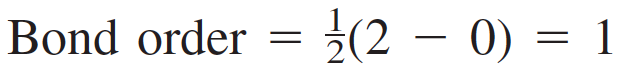 Bond order = ½(2 − 0) = 1